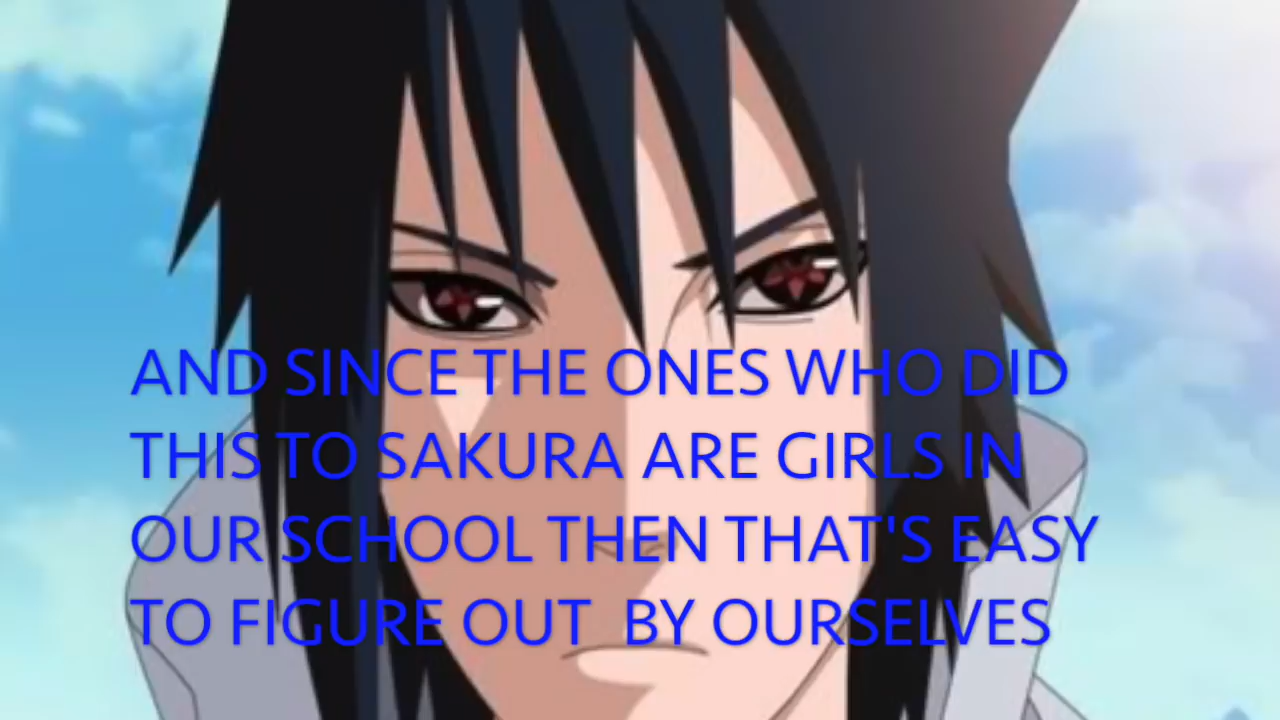 AND SINCE THE ONES WHO DID
THIS TO SAKURA ARE GIRLS IN
OUR SCHOOL THEN THAT'S EASY
TO FIGURE OUT  BY OURSELVES